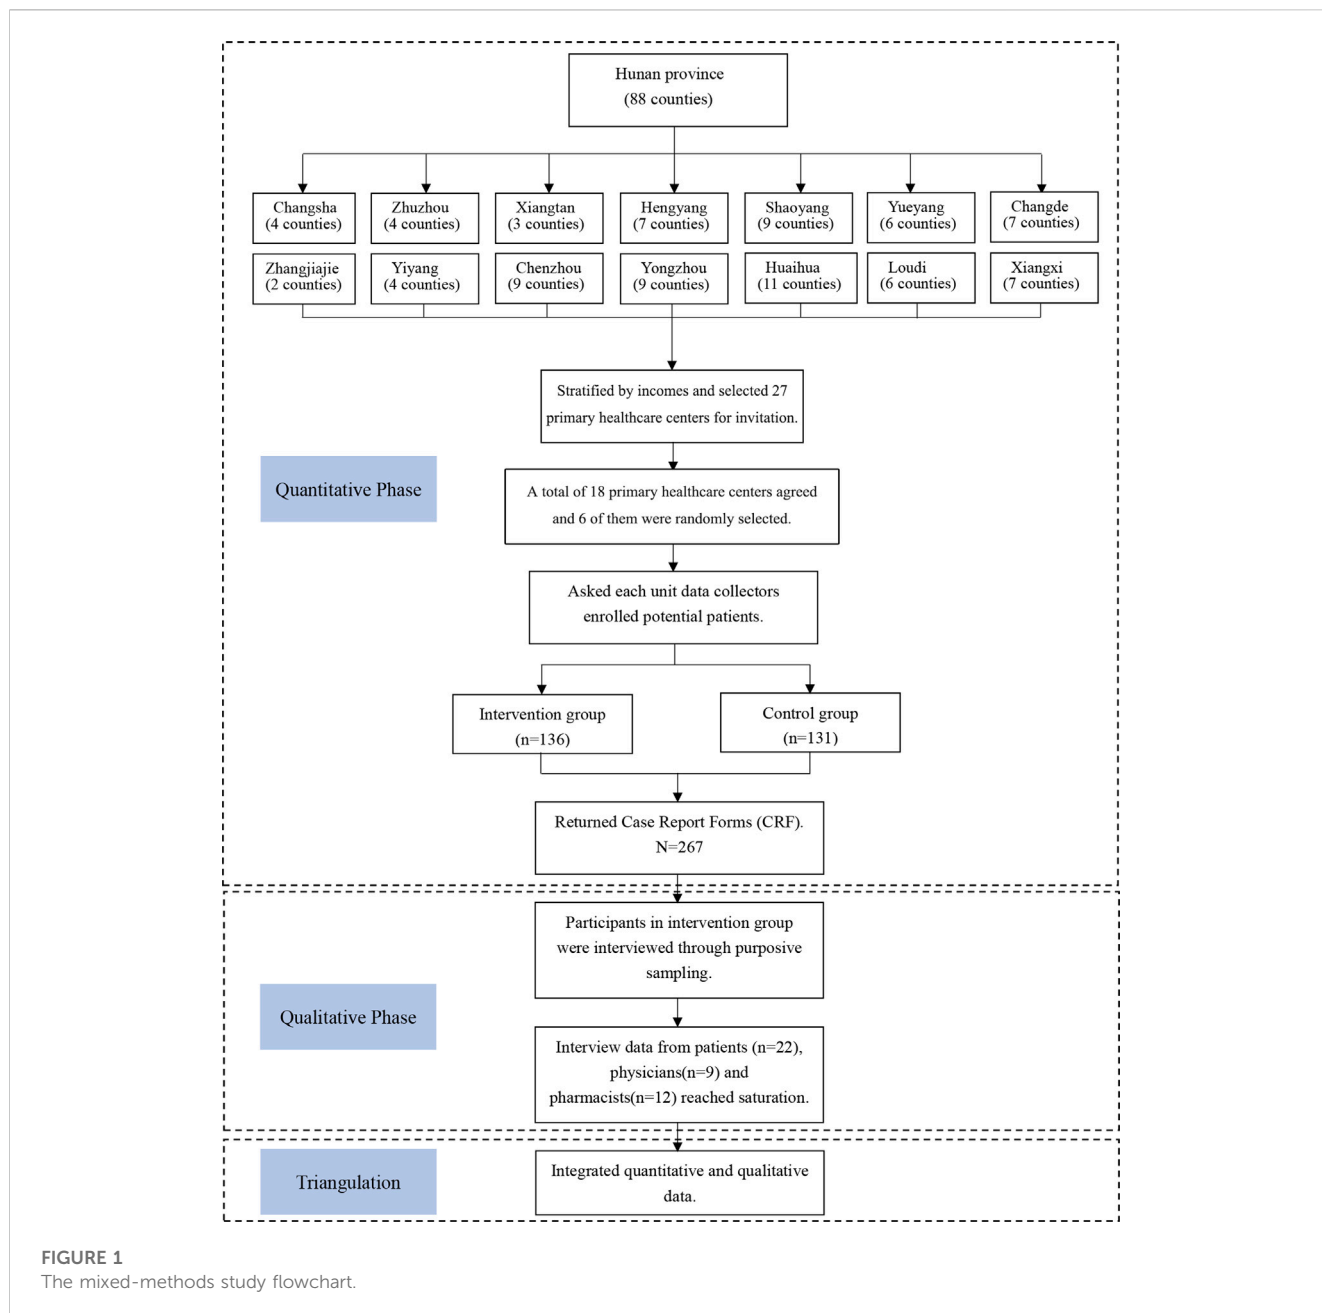 Hunan province
(88 counties)
Changsha
(4 counties)
Zhuzhou
(4 counties)
Xiangtan
(3 counties)
Hengyang
(7 counties)
Shaoyang
(9 counties)
Yueyang
(6 counties)
Changde
(7 counties)
Zhangjiajie
(2 counties)
Yiyang
(4 counties)
Chenzhou
(9 counties)
Yongzhou
(9 counties)
Huaihua
(11 counties)
Loudi
(6 counties)
Xiangxi
(7 counties)
Stratified by incomes and selected 27
primary healthcare centers for invitation.
Quantitative Phase
A total of 18 primary healthcare centers agreed
and 6 of them were randomly selected.
Asked each unit data collectors
enrolled potential patients.
Intervention group
(n=136)
Control group
(n=131)
Returned Case Report Forms (CRF).
N=267
Participants in intervention group
were interviewed through purposive
sampling.
Qualitative Phase
Interview data from patients (n=22),
physicians(n=9) and
pharmacists(n=12) reached saturation.
Triangulation
Integrated quantitative and qualitative
data.
FIGURE 1
The mixed-methods study flowchart.